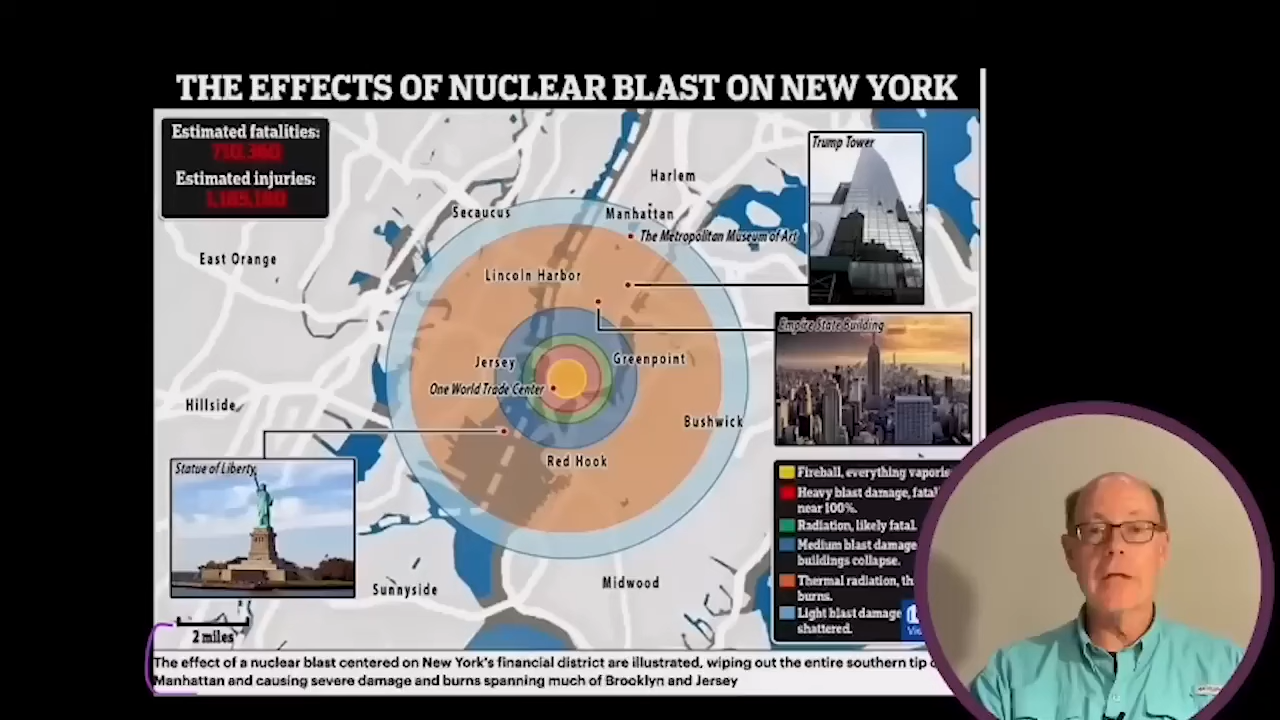 THE EFFECTS OF NUCLEAR BLAST ON NEW YORK
Estimated fatalities:
Estimated injuries:
Trump Tower
Harlem
Secaucus
Manhattan
The Metropolitan Museum of Art
East Orange
Lincoln Harbor
Empire State Building
Jersey
Greenpoint
One World Trade Center
Hillside
Bushwick
Red Hook
Statue of Liberty
Sunnyside
Midwood
2 miles
Fireball, everything
Heavy blast damage,
near 100%.
Radiation, likely fatal.
Medium blast damage
buildings collapse.
Thermal radiation,
burns.
Light blast damage
shattered.
The effect of a nuclear blast centered on New York's financial district are illustrated, wiping out the entire southern tip
Manhattan and causing severe damage and burns spanning much of Brooklyn and Jersey